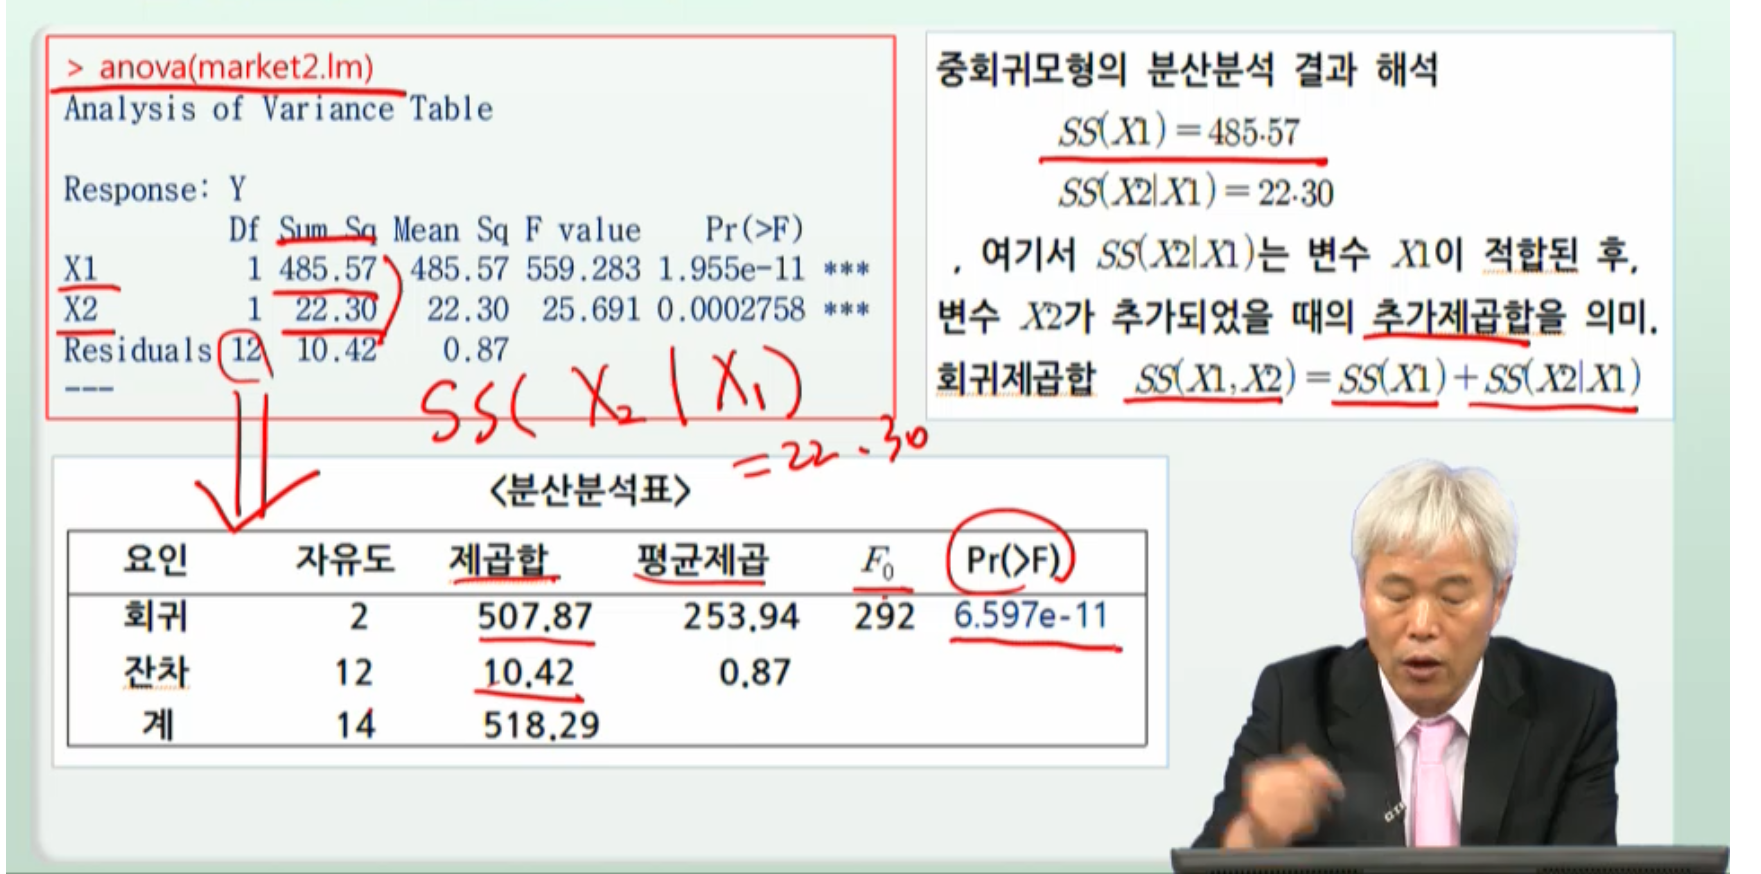 > anova(market2.lm)
Analysis of Variance Table
Response: Y
Df Sum Sq Mean Sq F value Pr(>F)
X1 1 485.57 485.57 559.283 1.955e-11 ***
X2 1 22.30 22.30 25.691 0.0002758 ***
Residuals 12 10.42 0.87
---
SS( X2 | X1)
=22.30
중회귀모형의 분산분석 결과 해석
SS(X1)=485.57
SS(X2|X1)=22.30
, 여기서 SS(X2|X1)는 변수 X1이 적합된 후,
변수 X2가 추가되었을 때의 추가제곱합을 의미.
회귀제곱합 SS(X1,X2)=SS(X1)+SS(X2|X1)
<분산분석표>
요인 자유도 제곱합 평균제곱 F0 Pr(>F)
회귀 2 507.87 253.94 292 6.597e-11
잔차 12 10.42 0.87
계 14 518.29